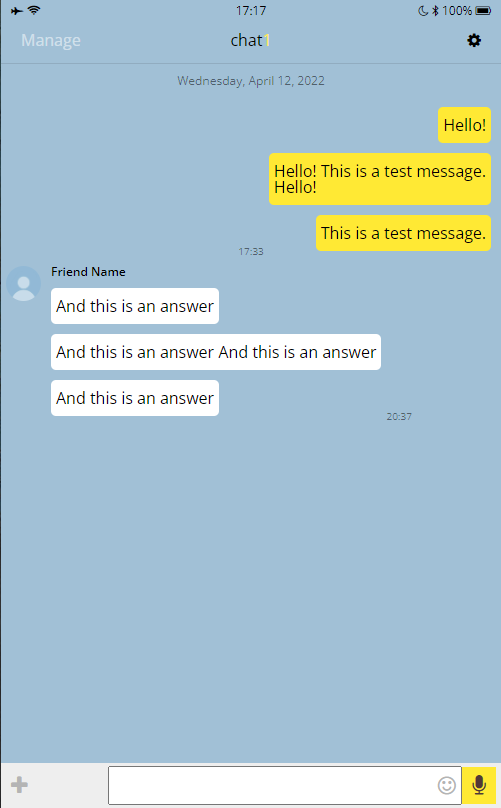 17:17
100%
Manage
chat1
Wednesday, April 12, 2022
Hello!
Hello! This is a test message.
Hello!
This is a test message.
17:33
Friend Name
And this is an answer
And this is an answer And this is an answer
And this is an answer
20:37